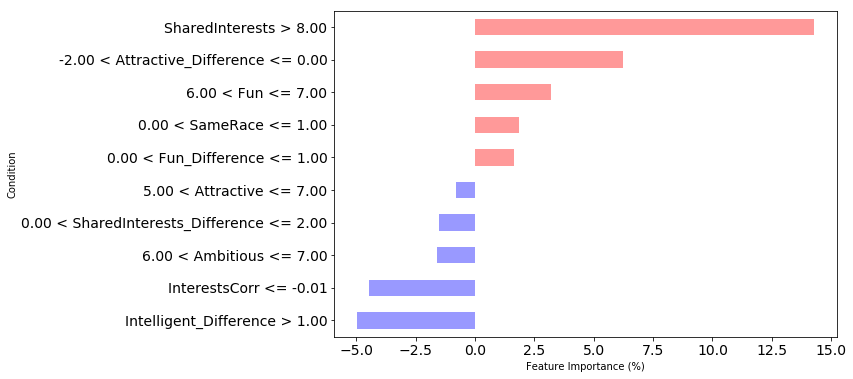 SharedInterests > 8.00
-2.00 < Attractive_Difference <= 0.00
6.00 < Fun <= 7.00
0.00 < SameRace <= 1.00
0.00 < Fun_Difference <= 1.00
5.00 < Attractive <= 7.00
0.00 < SharedInterests_Difference <= 2.00
6.00 < Ambitious <= 7.00
InterestsCorr <= -0.01
Intelligent_Difference > 1.00
Condition
−5.0 −2.5 0.0 2.5 5.0 7.5 10.0 12.5 15.0
Feature Importance (%)